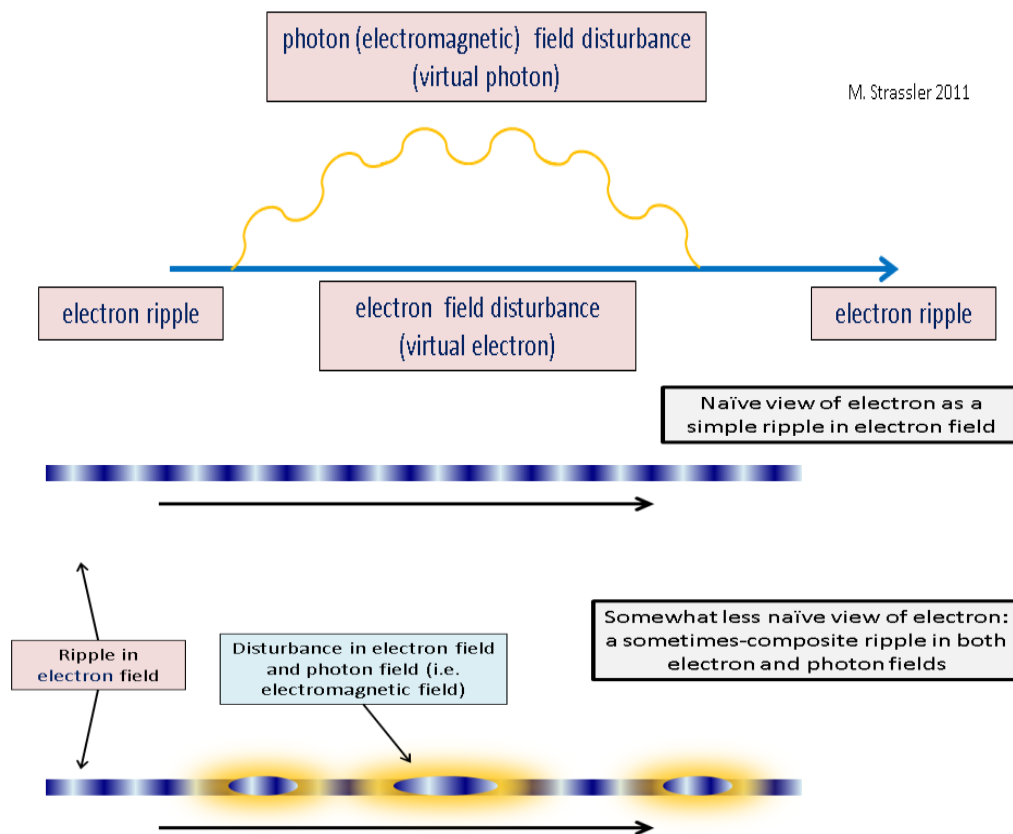 photon (electromagnetic)  field disturbance
(virtual photon)
M. Strassler 2011
electron ripple
electron  field disturbance
(virtual electron)
electron ripple
Naïve view of electron as a
simple ripple in electron field
Somewhat less naïve view of electron:
a sometimes-composite ripple in both
electron and photon fields
Ripple in
electron field
Disturbance in electron field
and photon field (i.e.
electromagnetic field)